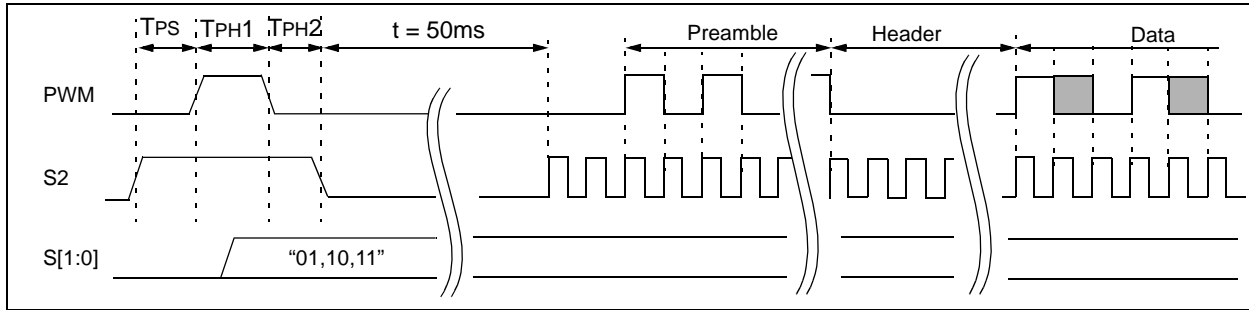 TPS TPH1 TPH2 t = 50ms Preamble Header Data
PWM
S2
S[1:0] “01,10,11”